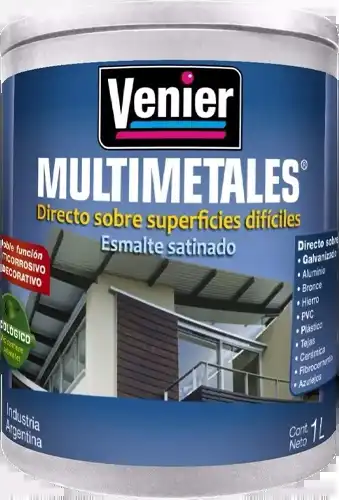 Venier
MULTIMETALES®
Directo sobre superficies difíciles
Esmalte satinado
Doble función
ANTICORROSIVO
DECORATIVO
Directo sobre
• Galvanizado
• Aluminio
• Bronce
• Hierro
• PVC
• Plástico
• Tejas
• Cerámica
• Fibrocemento
• Azulejos
ECOLÓGICO
Industria
Argentina
Cont.
Neto 1 L